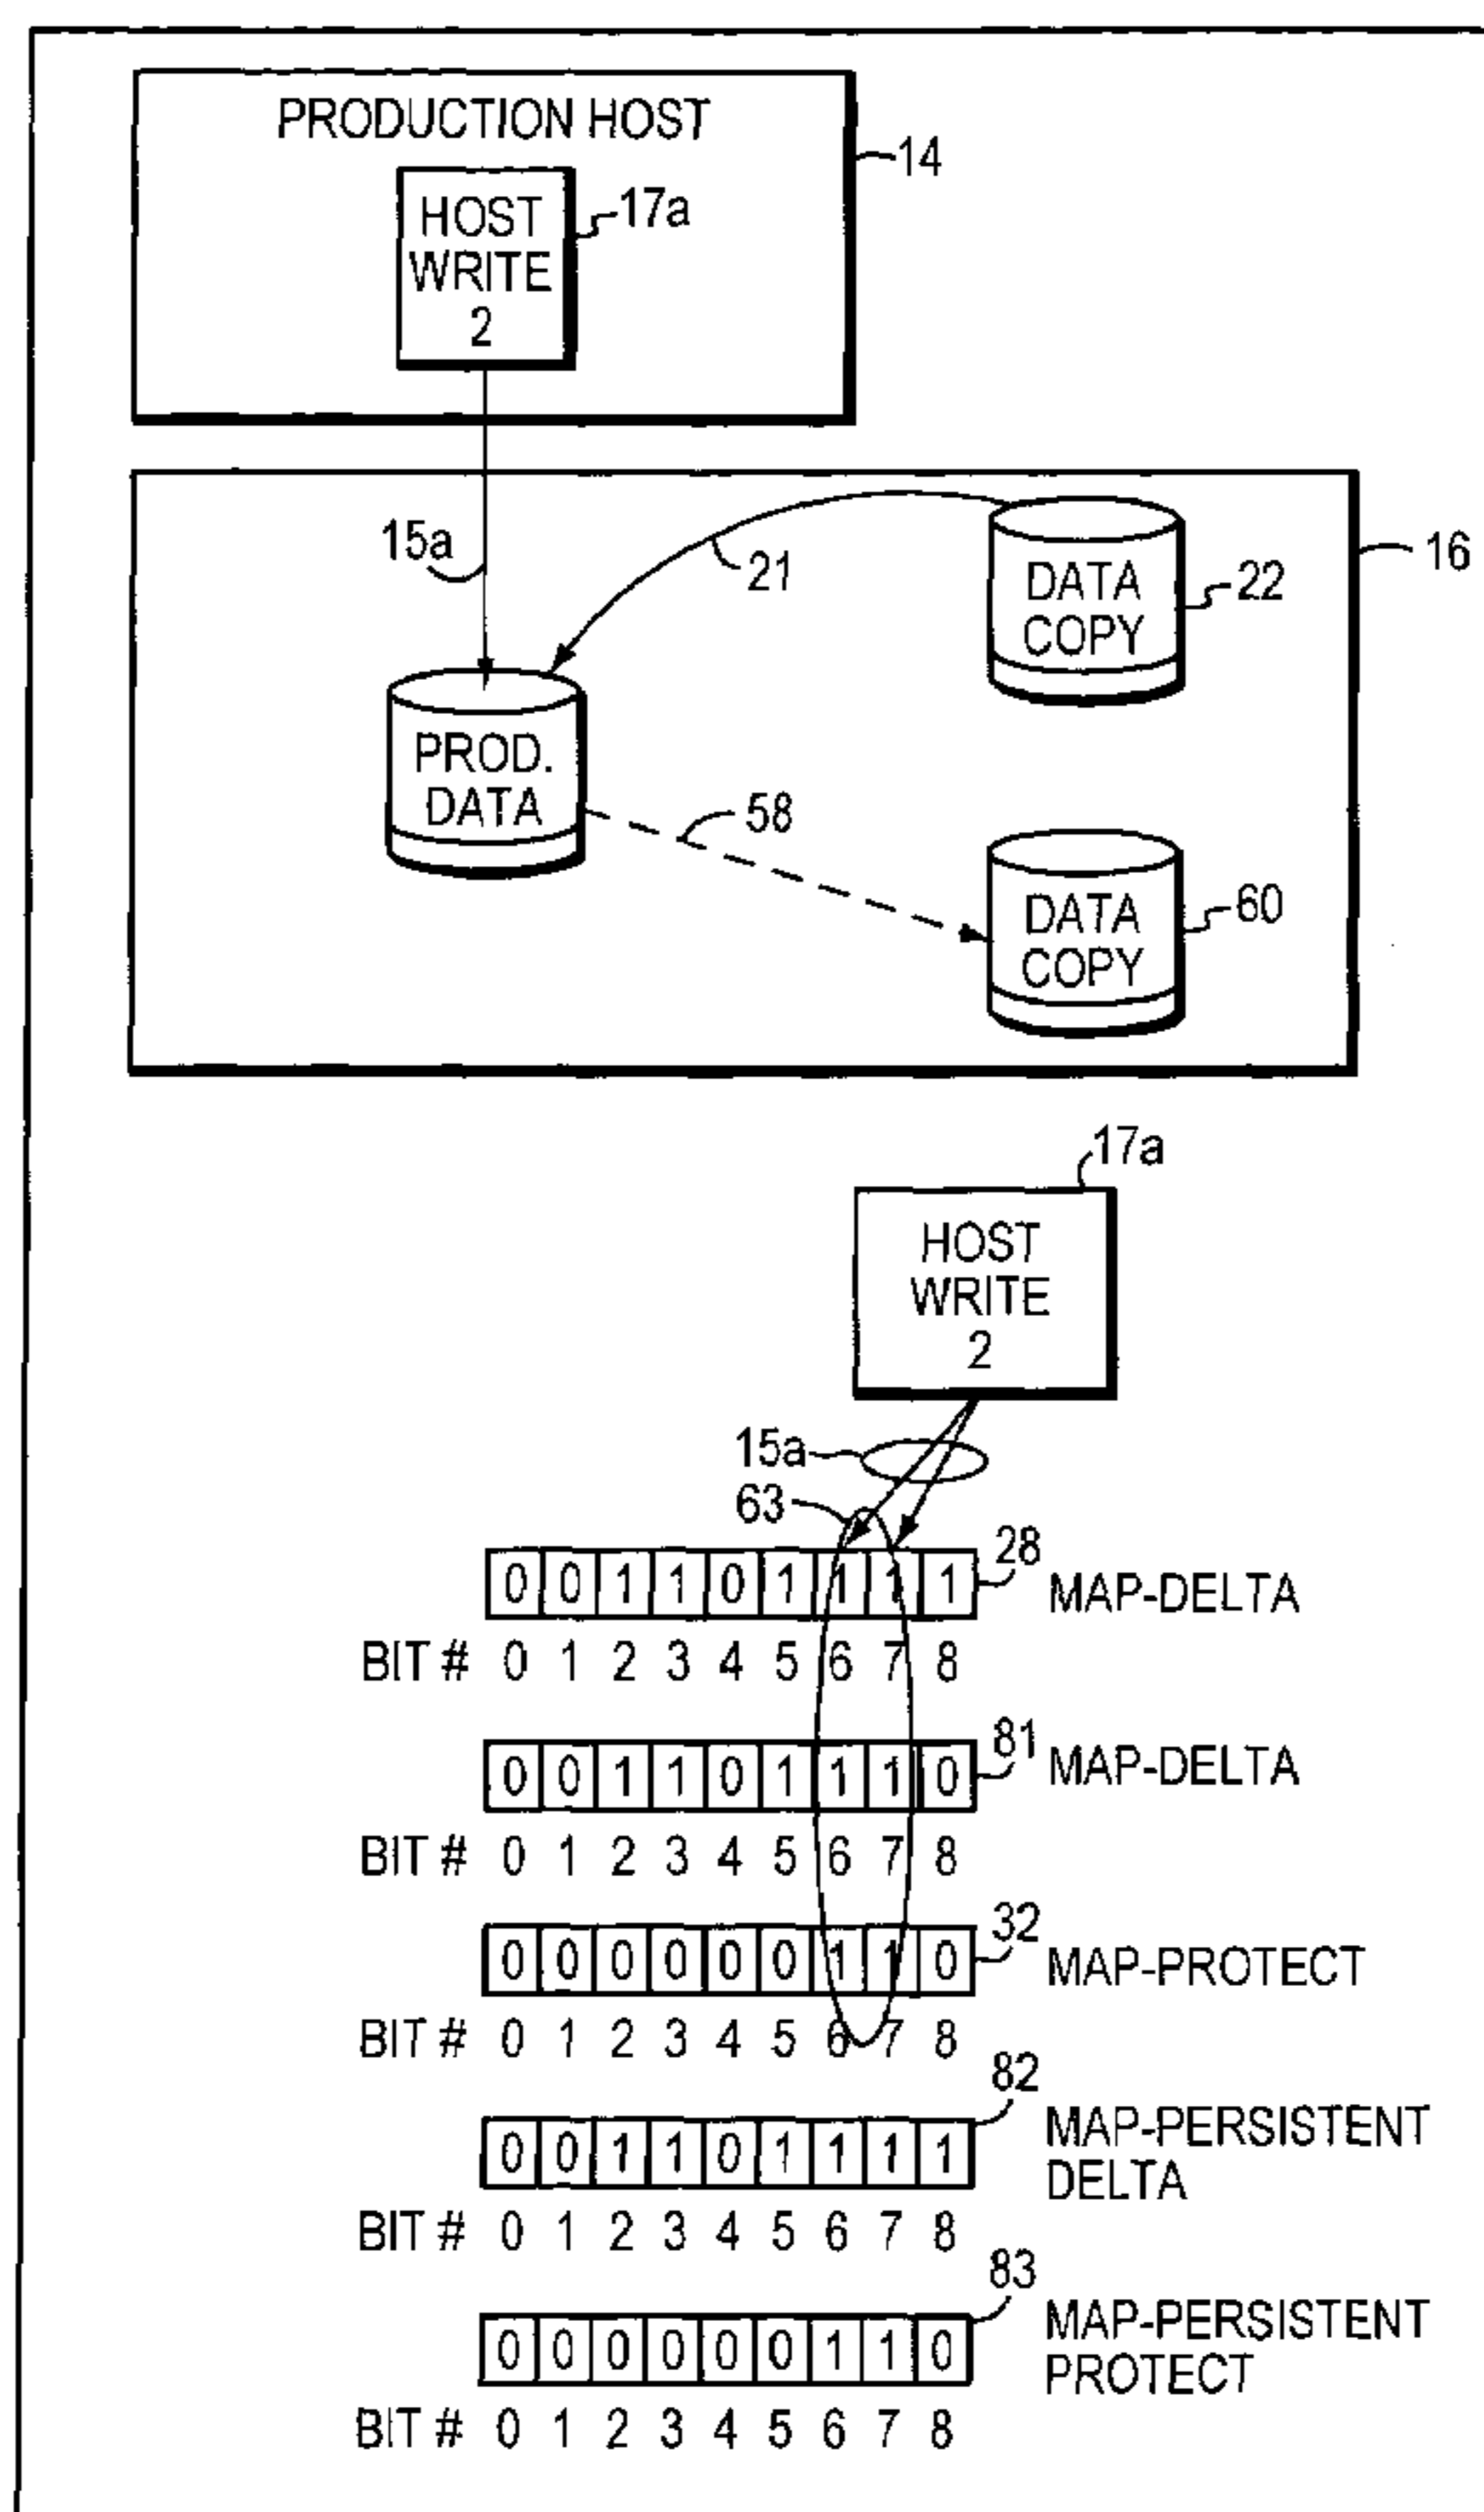 PRODUCTION HOST
14
HOST
WRITE
2
17a
15a
21
DATA
COPY
22
16
PROD.
DATA
58
DATA
COPY
60
17a
HOST
WRITE
2
15a
63
28
0 0 1 1 0 1 1 1 1 MAP-DELTA
BIT # 0 1 2 3 4 5 6 7 8
81
0 0 1 1 0 1 1 1 0 MAP-DELTA
BIT # 0 1 2 3 4 5 6 7 8
32
0 0 0 0 0 0 1 1 0 MAP-PROTECT
BIT # 0 1 2 3 4 5 6 7 8
82
0 0 1 1 0 1 1 1 1 MAP-PERSISTENT
DELTA
BIT # 0 1 2 3 4 5 6 7 8
83
0 0 0 0 0 0 1 1 0 MAP-PERSISTENT
PROTECT
BIT # 0 1 2 3 4 5 6 7 8